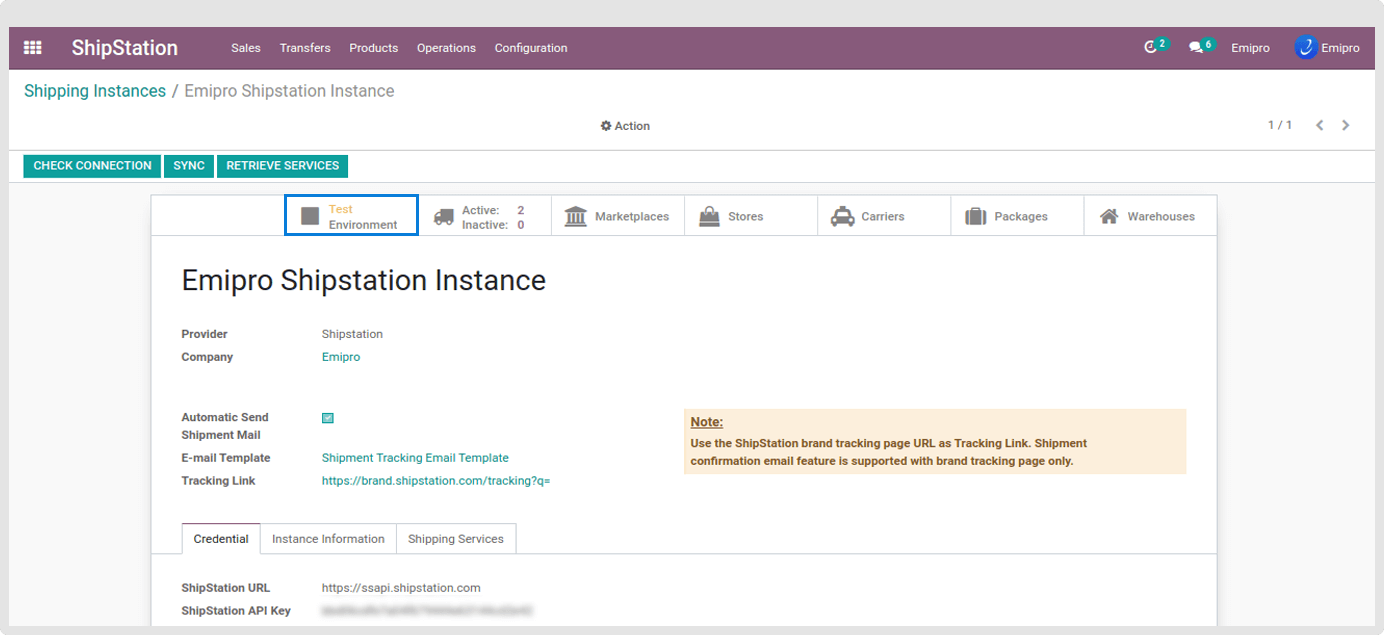 ShipStation Sales Transfers Products Operations Configuration 2 6 Emipro Emipro
Shipping Instances / Emipro Shipstation Instance
Action 1 / 1
CHECK CONNECTION SYNC RETRIEVE SERVICES
Test
Environment
Active: 2
Inactive: 0
Marketplaces
Stores
Carriers
Packages
Warehouses
Emipro Shipstation Instance
Provider Shipstation
Company Emipro
Automatic Send
Shipment Mail
E-mail Template Shipment Tracking Email Template
Tracking Link https://brand.shipstation.com/tracking?q=
Note:
Use the ShipStation brand tracking page URL as Tracking Link. Shipment
confirmation email feature is supported with brand tracking page only.
Credential Instance Information Shipping Services
ShipStation URL https://ssapi.shipstation.com
ShipStation API Key